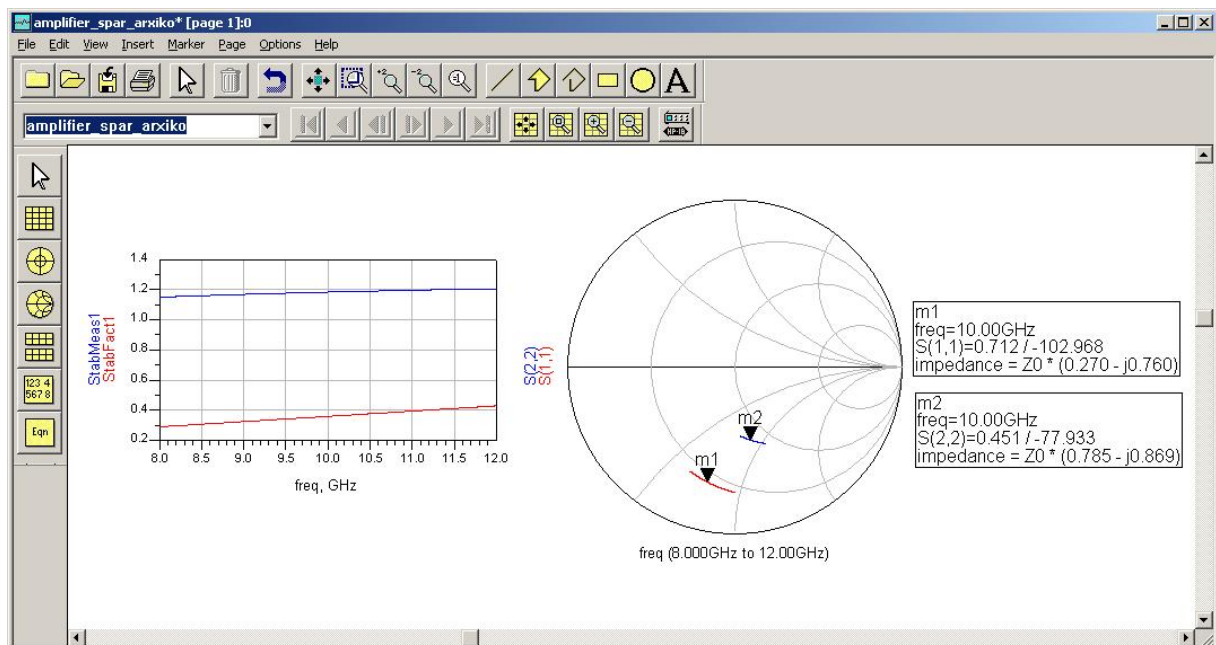 amplifier_spar_arxiko* [page 1]:0
File Edit View Insert Marker Page Options Help
+2 -2 1
A
amplifier_spar_arxiko
HP-IB
123 4
567 8
Eqn
StabMeas1
StabFact1
1.4
1.2
1.0
0.8
0.6
0.4
0.2
8.0 8.5 9.0 9.5 10.0 10.5 11.0 11.5 12.0
freq, GHz
S(2,2)
S(1,1)
m2
m1
freq (8.000GHz to 12.00GHz)
m1
freq=10.00GHz
S(1,1)=0.712 / -102.968
impedance = Z0 * (0.270 - j0.760)
m2
freq=10.00GHz
S(2,2)=0.451 / -77.933
impedance = Z0 * (0.785 - j0.869)